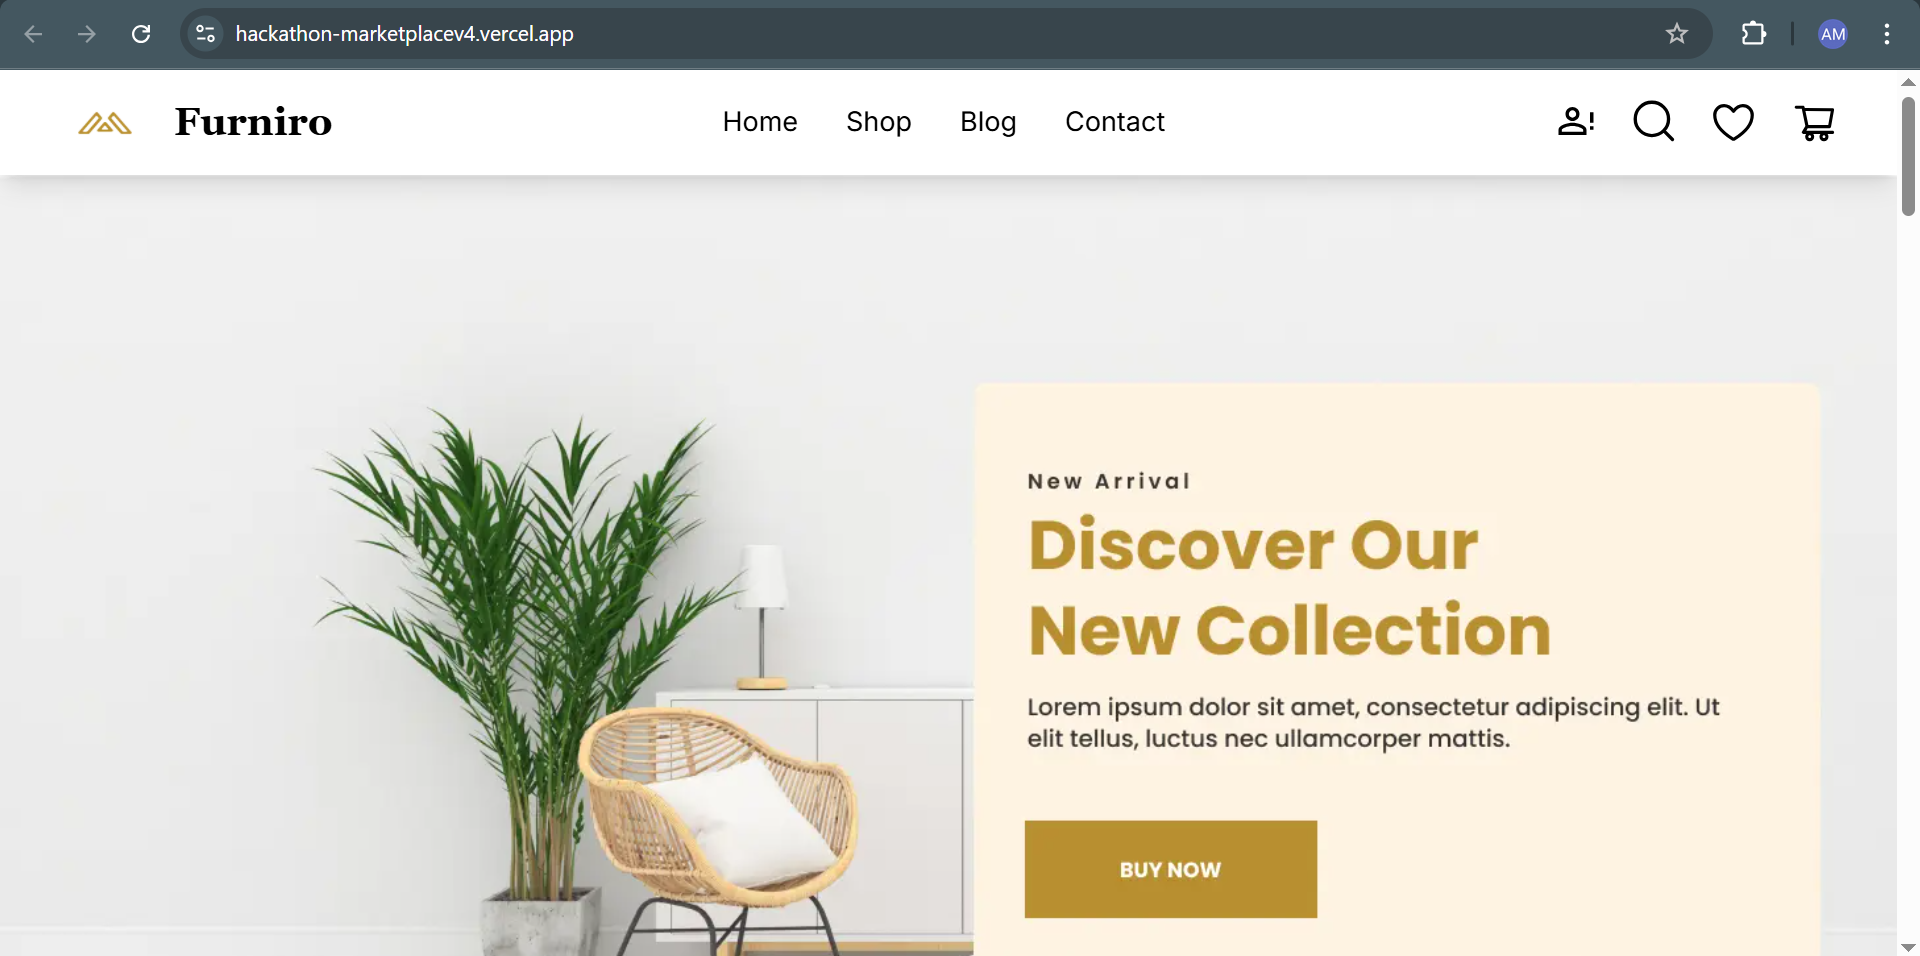 hackathon-marketplacev4.vercel.app
AM
Furniro
Home
Shop
Blog
Contact
New Arrival
Discover Our
New Collection
Lorem ipsum dolor sit amet, consectetur adipiscing elit. Ut
elit tellus, luctus nec ullamcorper mattis.
BUY NOW